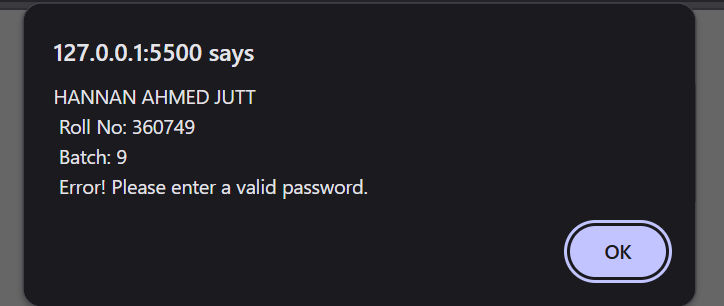 127.0.0.1:5500 says
HANNAN AHMED JUTT
Roll No: 360749
Batch: 9
Error! Please enter a valid password.
OK